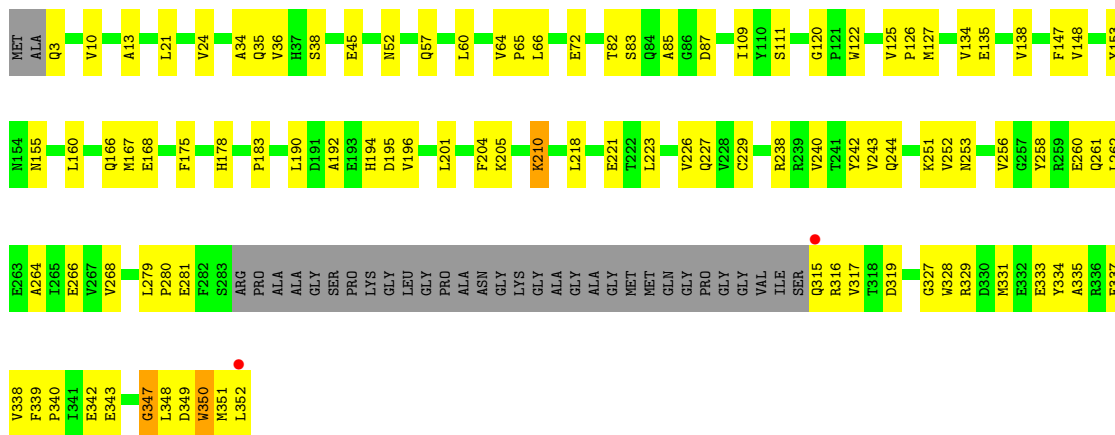 MET ALA Q3 V10 A13 L21 V24 A34 Q35 V36 H37 S38 E45 N52 Q57 L60 V64 P65 L66 E72 T82 S83 Q84 A85 G86 D87 I109 Y110 S111 G120 P121 W122 V125 P126 M127 V134 E135 V138 F147 V148 Y153
N154 N155 L160 Q166 M167 E168 F175 H178 P183 L190 D191 A192 E193 H194 D195 V196 L201 F204 K205 K210 L218 E221 T222 L223 V226 Q227 V228 C229 R238 R239 V240 T241 Y242 V243 Q244 K251 V252 N253 V256 G257 Y258 R259 E260 Q261 L262
E263 A264 I265 E266 V267 V268 L279 P280 E281 F282 S283 ARG PRO ALA ALA GLY SER PRO LYS GLY LEU GLY GLY PRO ALA ASN GLY LYS GLY ALA GLY ALA GLY MET MET GLN GLY PRO GLY GLY VAL ILE SER Q315 R316 V317 T318 D319 G327 W328 R329 D330 M331 E332 E333 Y334 A335 R336 E337
V338 F339 P340 I341 E342 E343 G347 L348 D349 W350 M351 L352